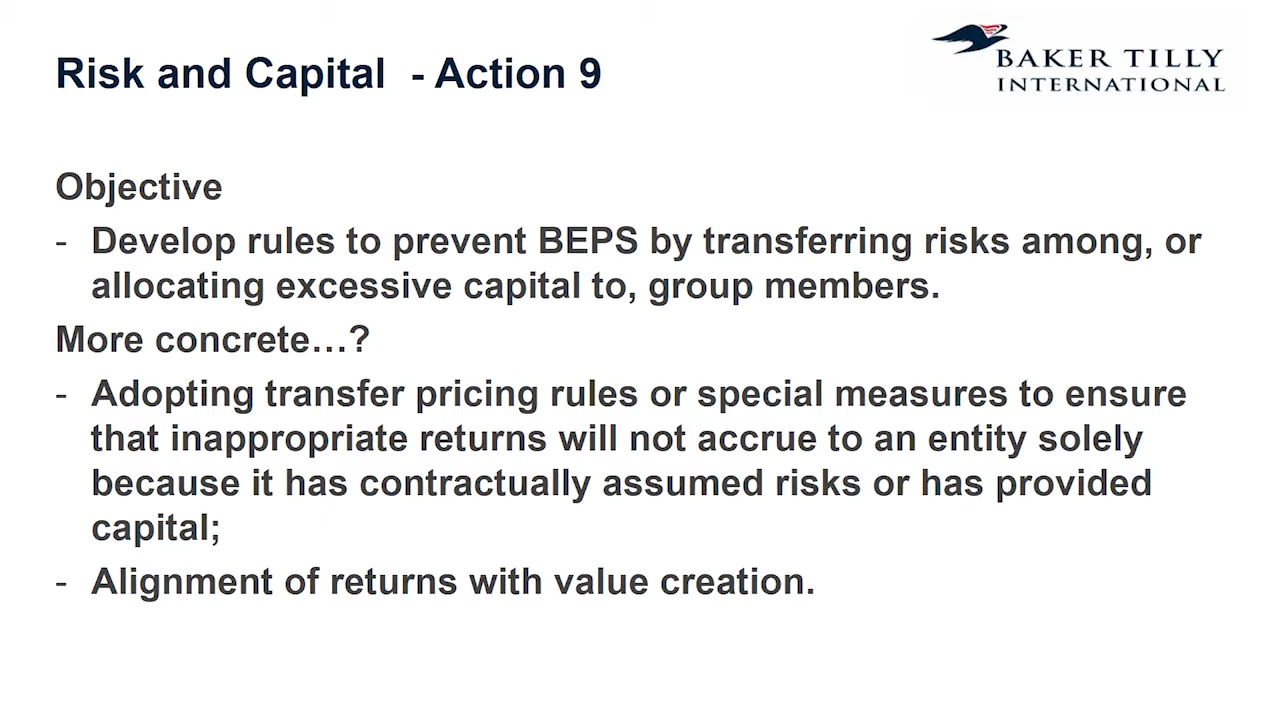 Risk and Capital - Action 9
BAKER TILLY
INTERNATIONAL
Objective
- Develop rules to prevent BEPS by transferring risks among, or
allocating excessive capital to, group members.
More concrete…?
- Adopting transfer pricing rules or special measures to ensure
that inappropriate returns will not accrue to an entity solely
because it has contractually assumed risks or has provided
capital;
- Alignment of returns with value creation.